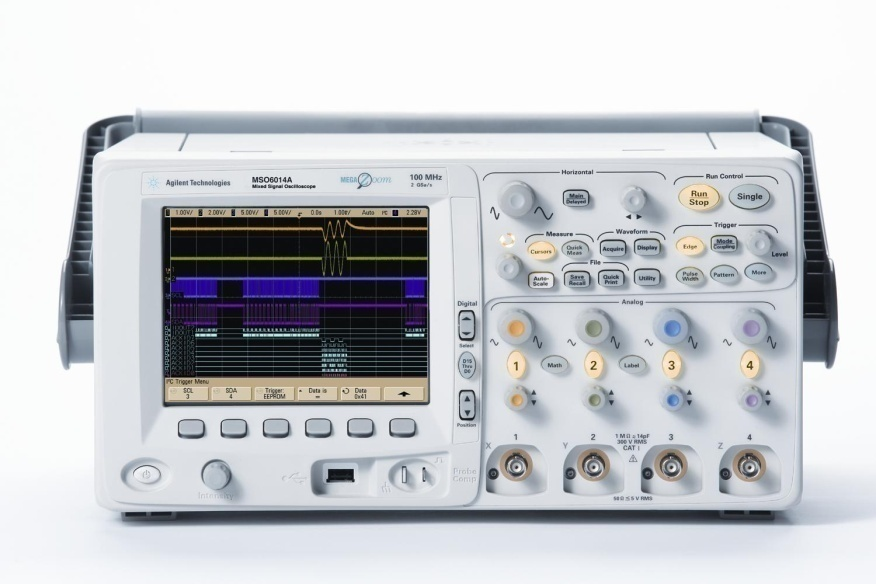 Agilent Technologies
MSO6014A
Mixed Signal Oscilloscope
MEGA Zoom
100 MHz
2 GSa/s
1 1.00V/ 2 2.00V/ 3 5.00V/ 4 5.00V/ 0.0s 1.00ms/ Auto I²C 2.28V
I²C Trigger Menu
SCL
3
SDA
4
Trigger:
EEPROM
Data is
=
Data
0x41
Intensity
Probe
Comp
Digital
Select
D15
Thru
D0
Position
Horizontal
Main
Delayed
Run Control
Run
Stop
Single
Measure
Cursors
Quick
Meas
Waveform
Acquire
Display
Trigger
Edge
Mode
Coupling
Level
File
Auto-
Scale
Save
Recall
Quick
Print
Utility
Pulse
Width
Pattern
More
Analog
1
Math
2
Label
3
4
X 1
Y 2
1 MΩ ± 14pF
300 V RMS
CAT I
3
Z 4
50Ω ≤ 5 V RMS